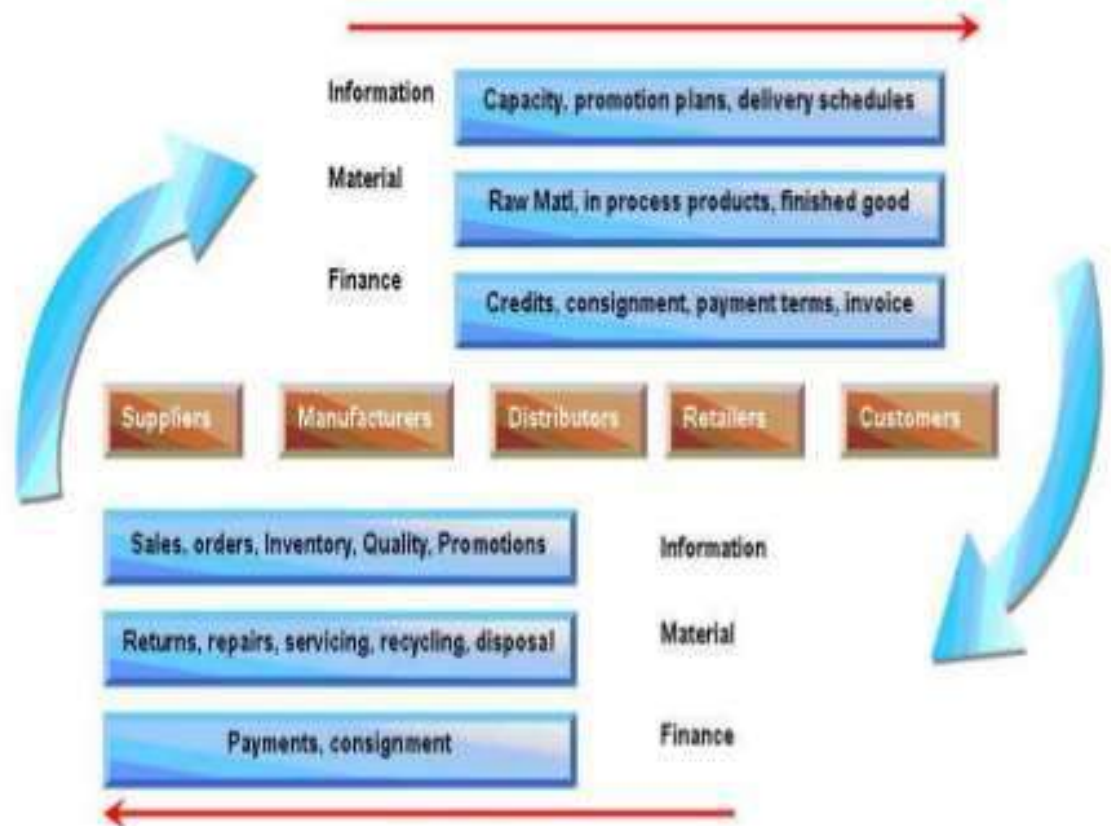 Information
Capacity, promotion plans, delivery schedules
Material
Raw Matl, in process products, finished good
Finance
Credits, consignment, payment terms, invoice
Suppliers
Manufacturers
Distributors
Retailers
Customers
Sales, orders, Inventory, Quality, Promotions
Information
Returns, repairs, servicing, recycling, disposal
Material
Payments, consignment
Finance